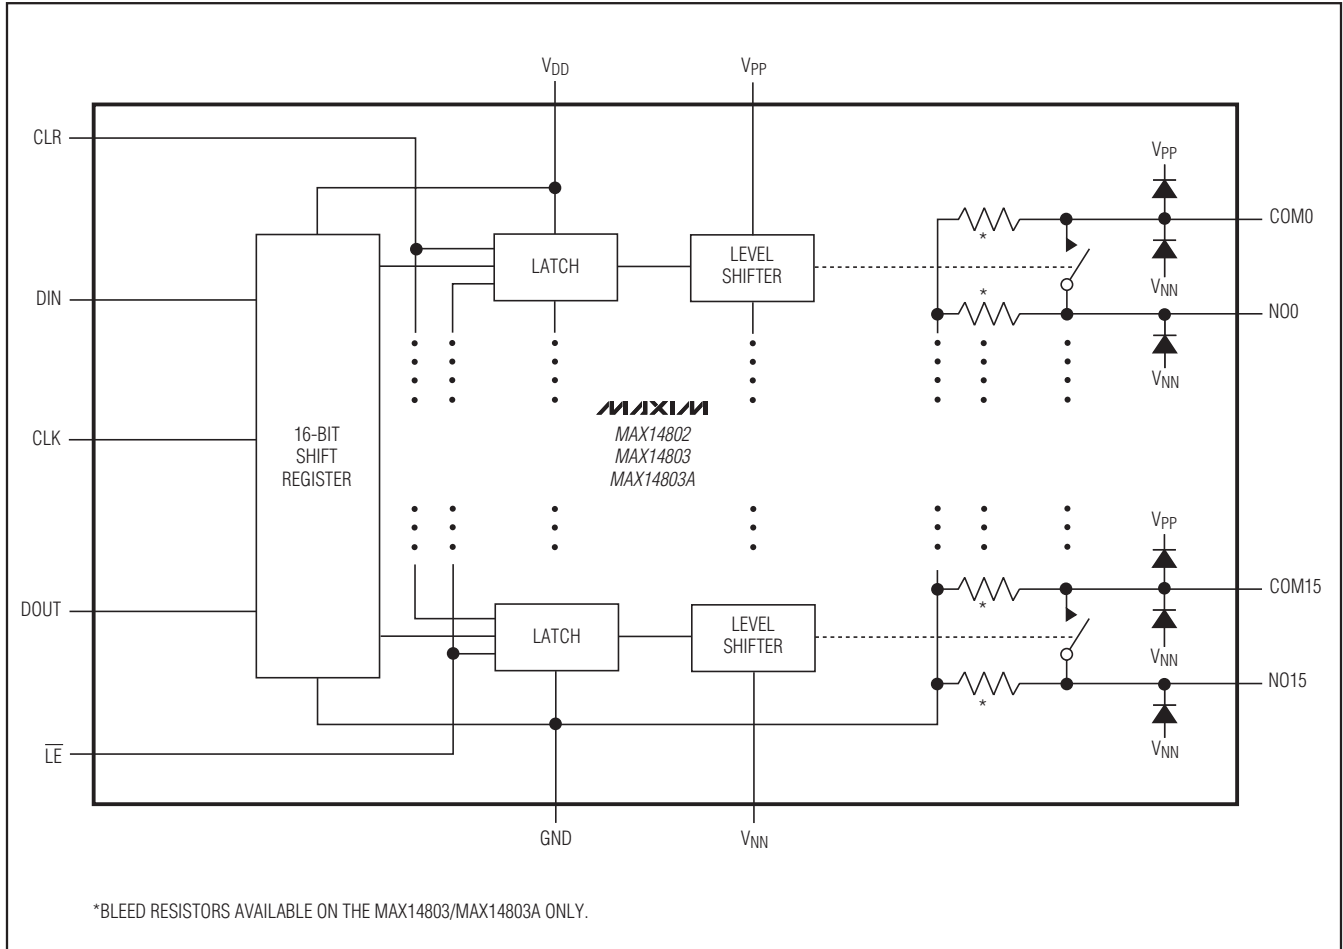 VDD
VPP
CLR
VPP
COM0
LATCH
LEVEL
SHIFTER
*
DIN
VNN
*
NO0
VNN
MAXIM
MAX14802
MAX14803
MAX14803A
CLK
16-BIT
SHIFT
REGISTER
VPP
COM15
DOUT
LATCH
LEVEL
SHIFTER
*
VNN
NO15
*
LE
VNN
GND
VNN
*BLEED RESISTORS AVAILABLE ON THE MAX14803/MAX14803A ONLY.